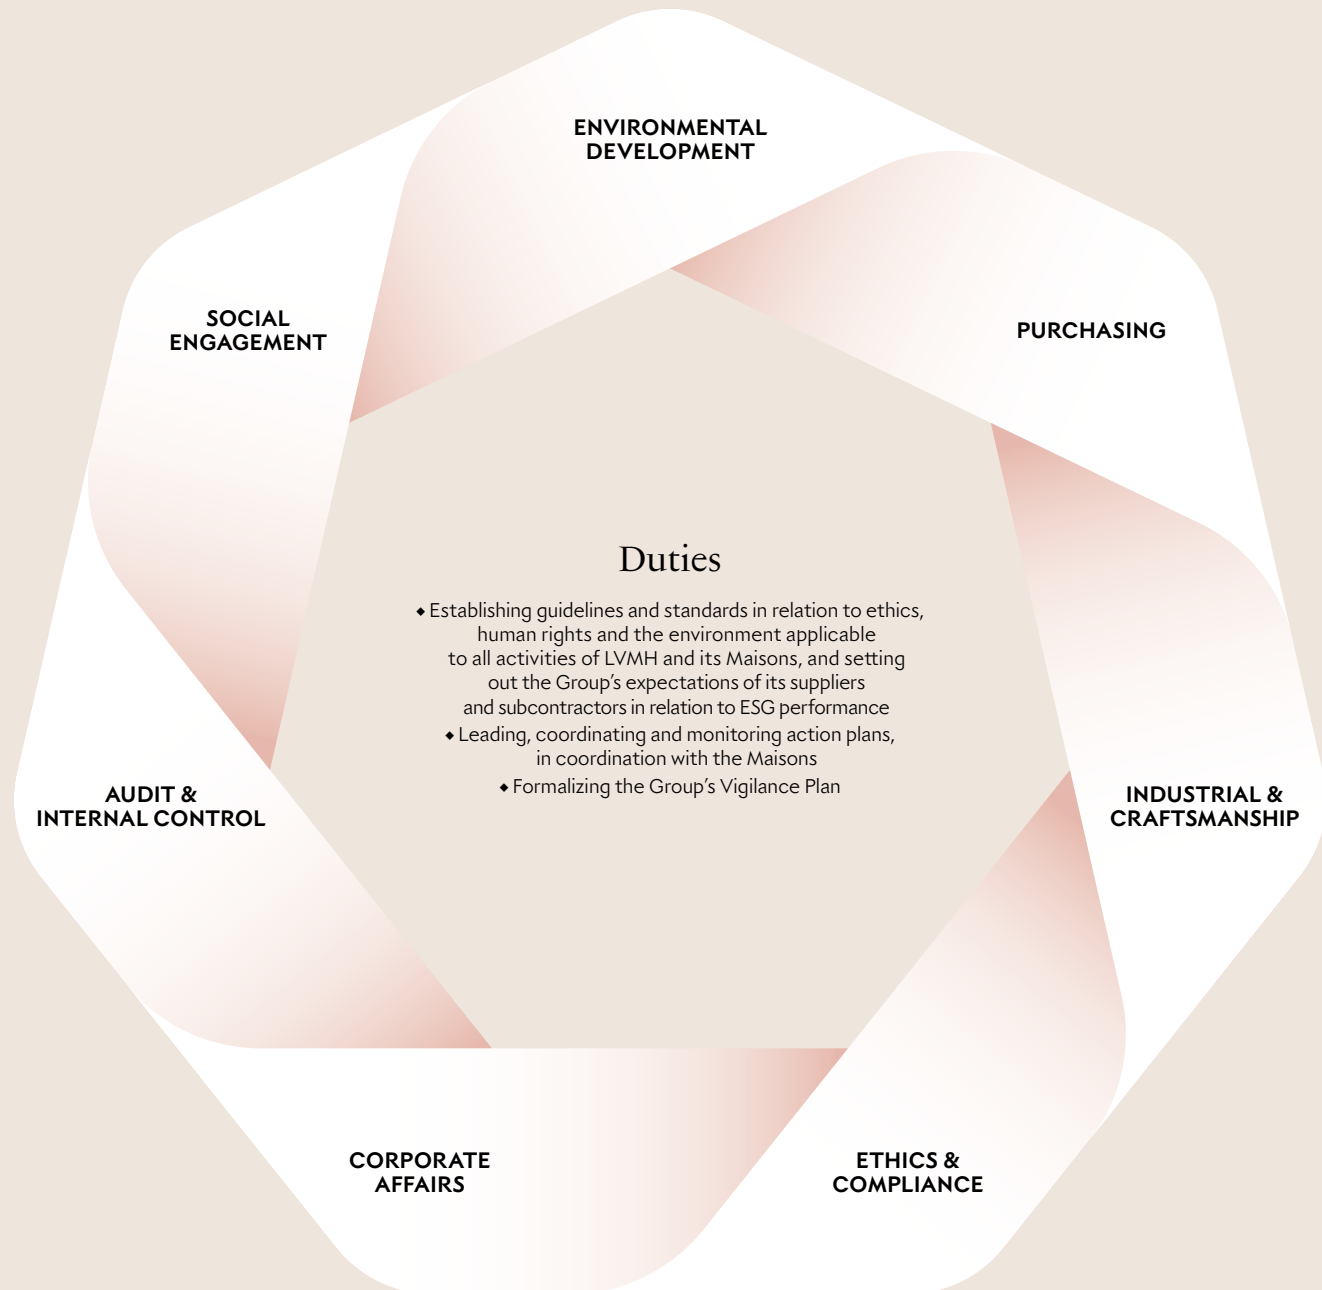 ENVIRONMENTAL
DEVELOPMENT
PURCHASING
SOCIAL
ENGAGEMENT
Duties
◆ Establishing guidelines and standards in relation to ethics,
human rights and the environment applicable
to all activities of LVMH and its Maisons, and setting
out the Group’s expectations of its suppliers
and subcontractors in relation to ESG performance
◆ Leading, coordinating and monitoring action plans,
in coordination with the Maisons
◆ Formalizing the Group’s Vigilance Plan
AUDIT &
INTERNAL CONTROL
INDUSTRIAL &
CRAFTSMANSHIP
CORPORATE
AFFAIRS
ETHICS &
COMPLIANCE